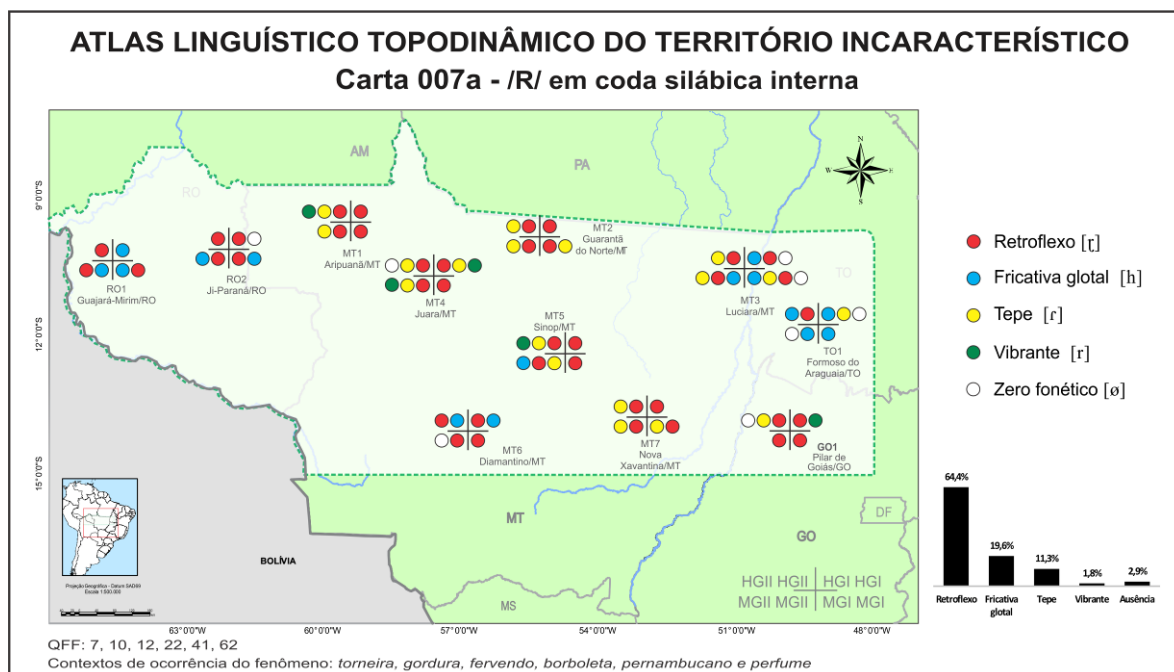 ATLAS LINGUÍSTICO TOPODINÂMICO DO TERRITÓRIO INCARACTERÍSTICO
Carta 007a - /R/ em coda silábica interna
AM
PA
RO
TO
9°0'0"S
12°0'0"S
15°0'0"S
N
W
E
S
MT1
Aripuanã/MT
MT2
Guarantã
do Norte/MT
RO1
Guajará-Mirim/RO
RO2
Ji-Paraná/RO
MT4
Juara/MT
MT3
Luciara/MT
MT5
Sinop/MT
TO1
Formoso do
Araguaia/TO
MT6
Diamantino/MT
MT7
Nova
Xavantina/MT
GO1
Pilar de
Goiás/GO
Retroflexo [ɽ]
Fricativa glotal [h]
Tepe [ɾ]
Vibrante [r]
Zero fonético [ø]
MT
DF
GO
BOLÍVIA
MS
Projeção Geográfica - Datum SAD69
HGII HGII HGI HGI
MGII MGII MGI MGI
64,4%
19,6%
11,3%
1,8%
2,9%
Retroflexo
Fricativa
glotal
Tepe
Vibrante
Ausência
63°0'0"W
60°0'0"W
57°0'0"W
54°0'0"W
51°0'0"W
48°0'0"W
QFF: 7, 10, 12, 22, 41, 62
Contextos de ocorrência do fenômeno: torneira, gordura, fervendo, borboleta, pernambucano e perfume